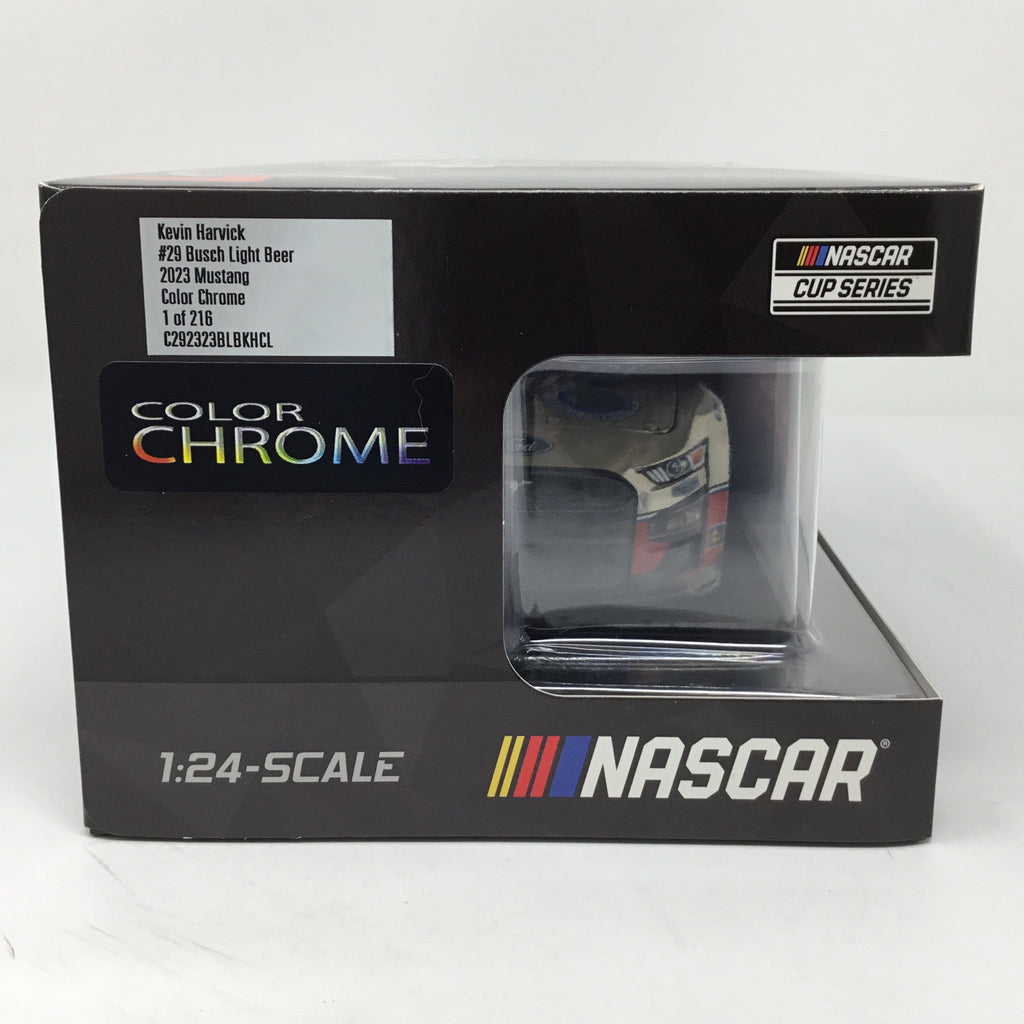 Kevin Harvick
#29 Busch Light Beer
2023 Mustang
Color Chrome
1 of 216
C292323BLBKHCL
NASCAR
CUP SERIES
COLOR
CHROME
1:24-SCALE
NASCAR®